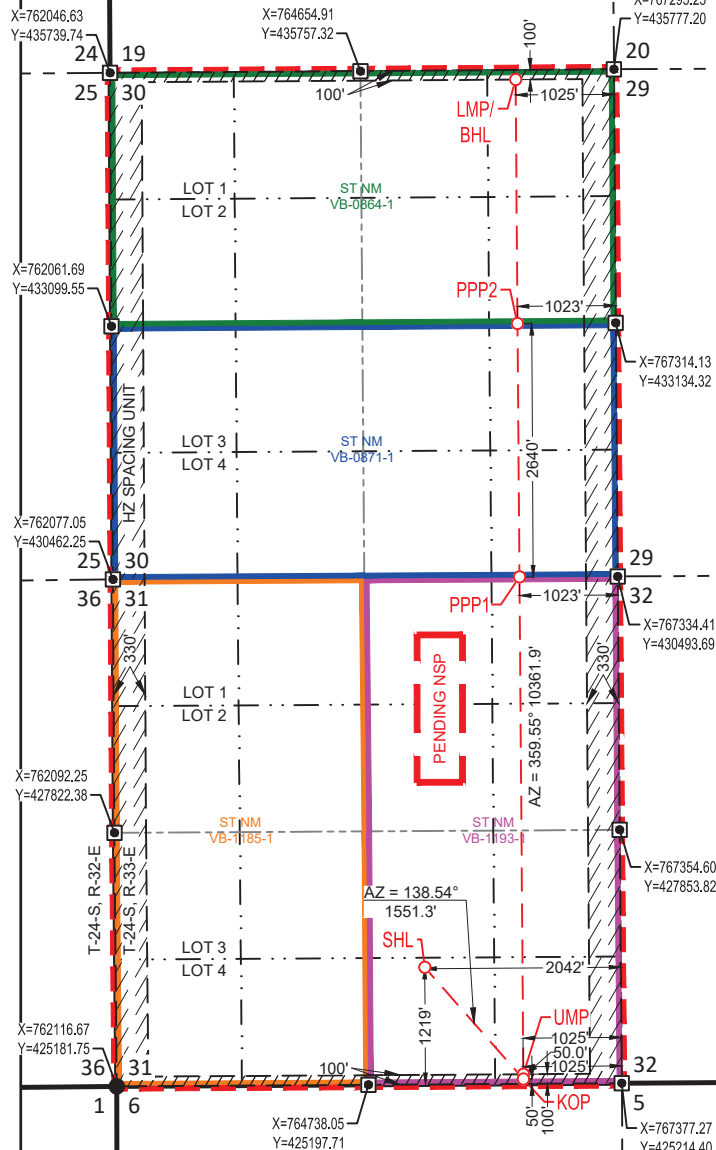 X=762046.63
Y=435739.74
X=764654.91
Y=435757.32
X=767295.25
Y=435777.20
24 19
20
25 30
29
100'
100'
1025'
LMP/
BHL
LOT 1
LOT 2
ST NM
VB-0864-1
X=762061.69
Y=433099.55
PPP2
1023'
X=767314.13
Y=433134.32
HZ SPACING UNIT
LOT 3
LOT 4
ST NM
VB-0871-1
2640'
X=762077.05
Y=430462.25
25 30
29
36 31
32
PPP1
1023'
X=767334.41
Y=430493.69
330'
330'
LOT 1
LOT 2
PENDING NSP
AZ = 359.55° 10361.9'
X=762092.25
Y=427822.38
ST NM
VB-1185-1
ST NM
VB-1193-1
X=767354.60
Y=427853.82
T-24-S, R-32-E
T-24-S, R-33-E
AZ = 138.54°
1551.3'
LOT 3
LOT 4
SHL
2042'
1219'
UMP
1025'
50.0'
1025'
X=762116.67
Y=425181.75
36 31
32
1 6
5
100'
KOP
50'
100'
X=764738.05
Y=425197.71
X=767377.27
Y=425214.40